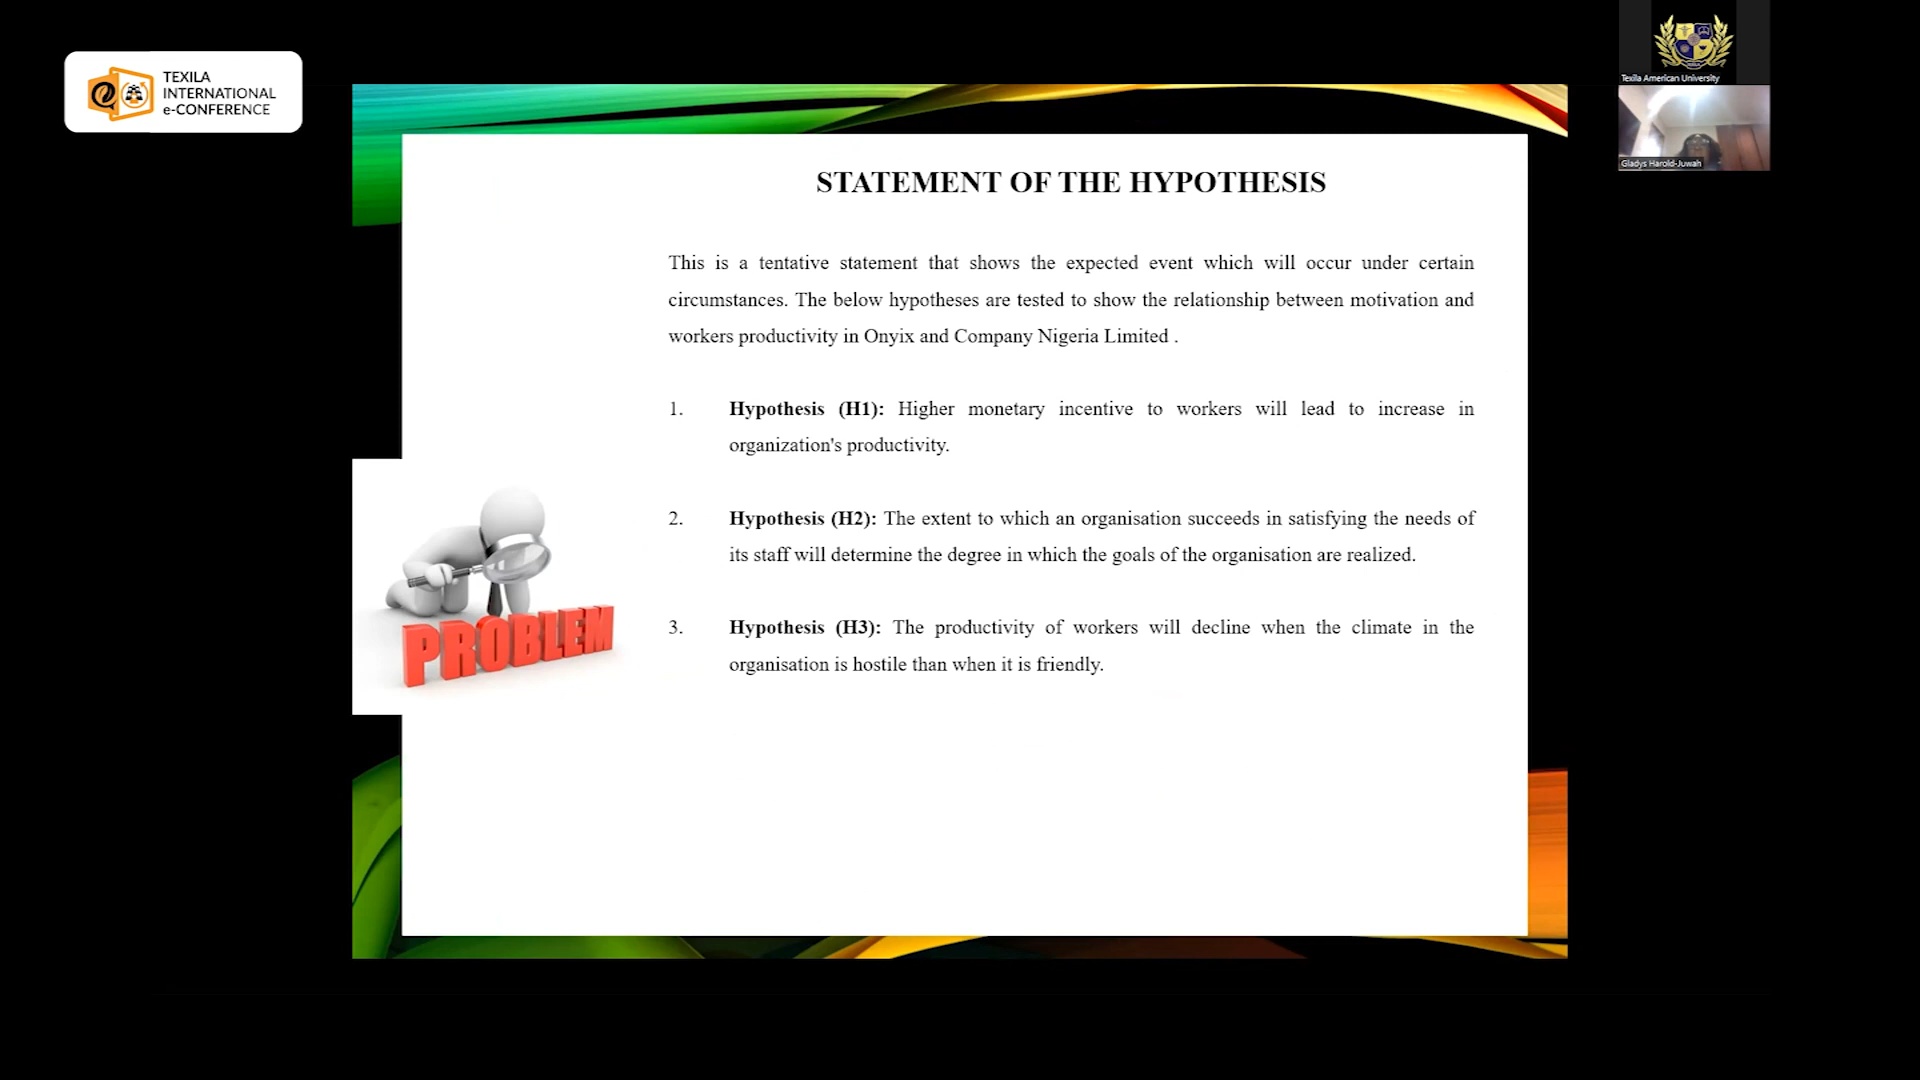 TEXILA
INTERNATIONAL
e-CONFERENCE
Texila American University
Gladys Harold-Juwah
STATEMENT OF THE HYPOTHESIS
This is a tentative statement that shows the expected event which will occur under certain
circumstances. The below hypotheses are tested to show the relationship between motivation and
workers productivity in Onyix and Company Nigeria Limited .
1. Hypothesis (H1): Higher monetary incentive to workers will lead to increase in
organization's productivity.
2. Hypothesis (H2): The extent to which an organisation succeeds in satisfying the needs of
its staff will determine the degree in which the goals of the organisation are realized.
3. Hypothesis (H3): The productivity of workers will decline when the climate in the
organisation is hostile than when it is friendly.
PROBLEM